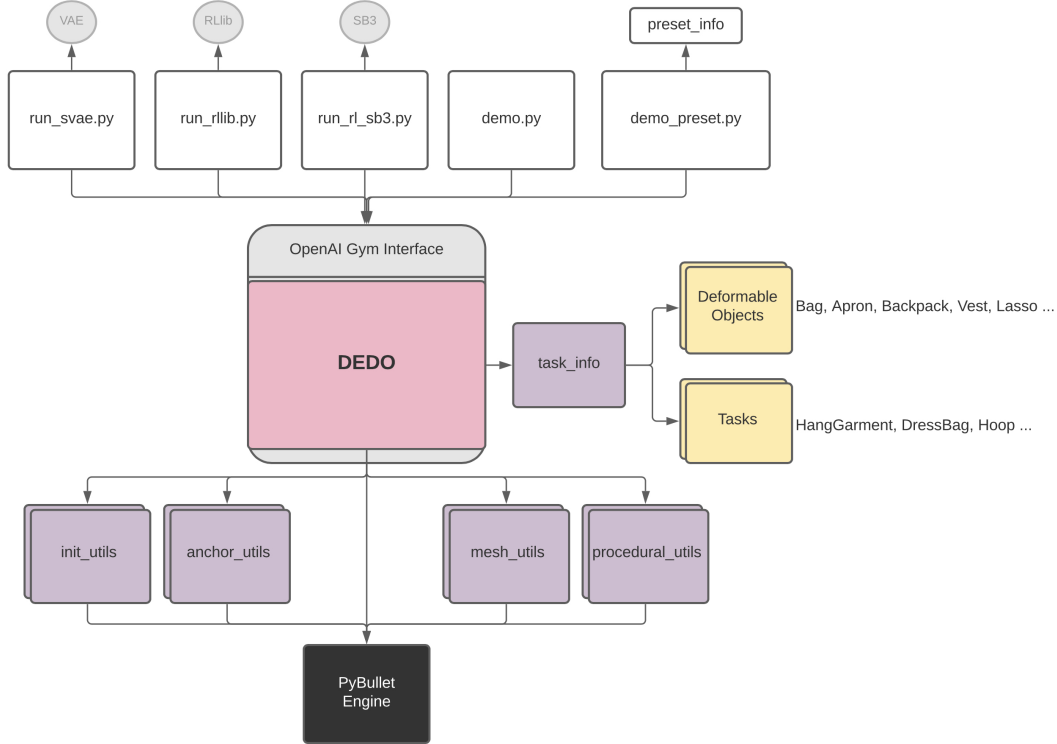 VAE
RLlib
SB3
preset_info
run_svae.py
run_rllib.py
run_rl_sb3.py
demo.py
demo_preset.py
OpenAI Gym Interface
DEDO
task_info
Deformable
Objects
Bag, Apron, Backpack, Vest, Lasso ...
Tasks
HangGarment, DressBag, Hoop ...
init_utils
anchor_utils
mesh_utils
procedural_utils
PyBullet
Engine